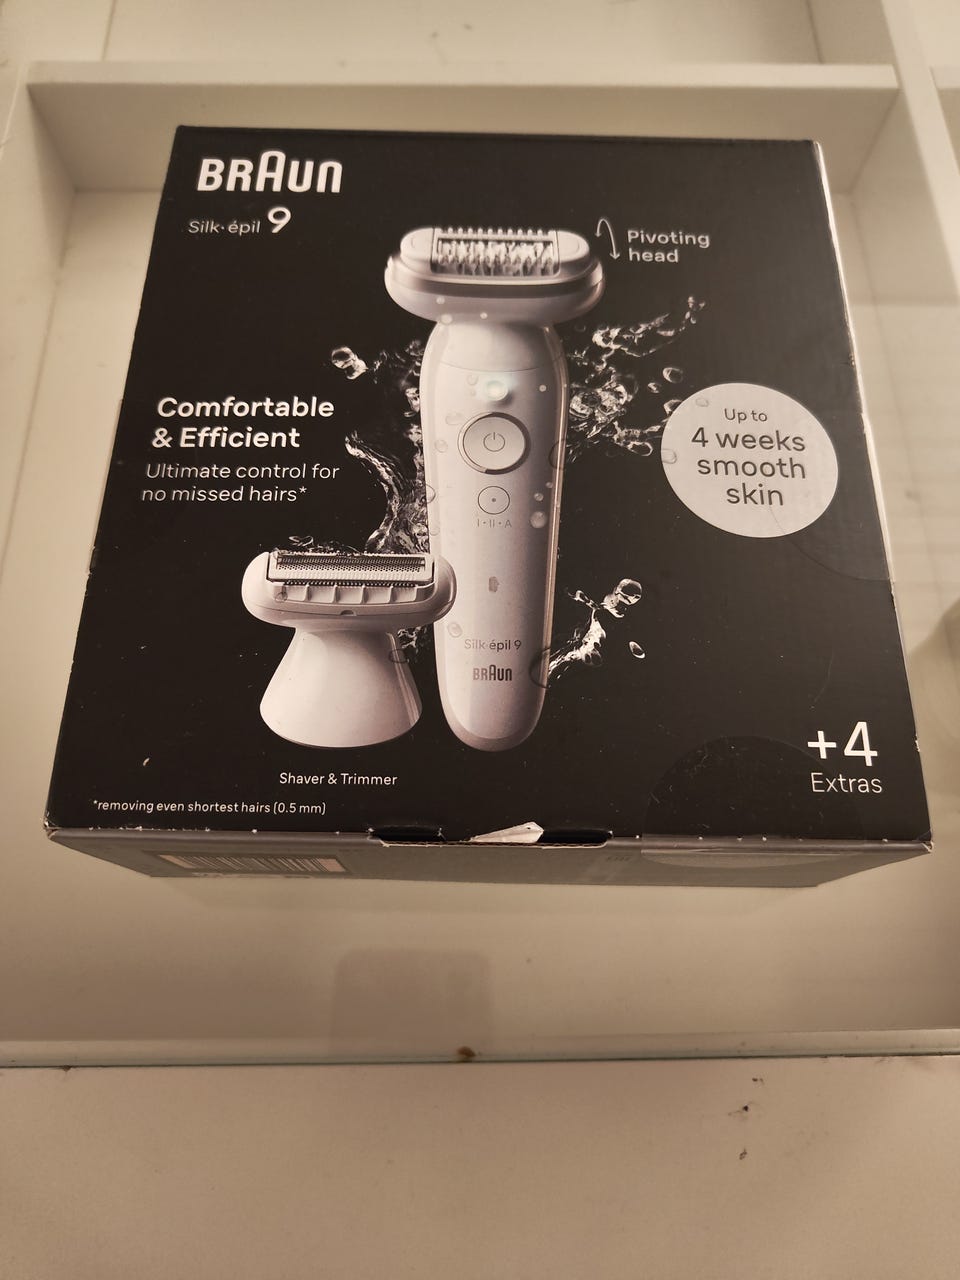 BRAUN
Silk·épil 9
Pivoting
head
Comfortable
& Efficient
Ultimate control for
no missed hairs*
Up to
4 weeks
smooth
skin
I·II·A
Silk·épil 9
BRAUN
+4
Extras
Shaver & Trimmer
*removing even shortest hairs (0.5 mm)